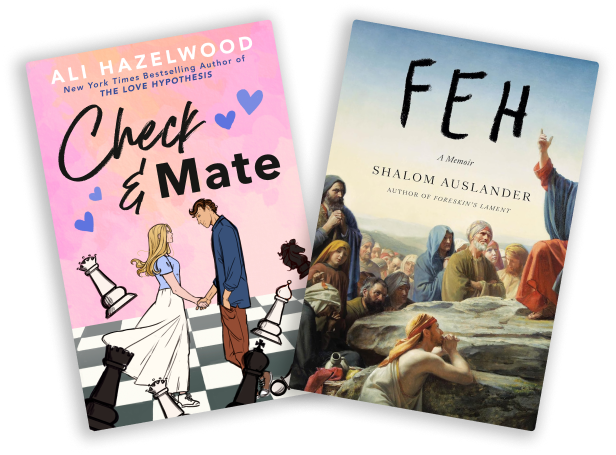 ALI HAZELWOOD
New York Times Bestselling Author of
THE LOVE HYPOTHESIS
Check
& Mate
FEH
A Memoir
SHALOM AUSLANDER
AUTHOR OF FORESKIN'S LAMENT